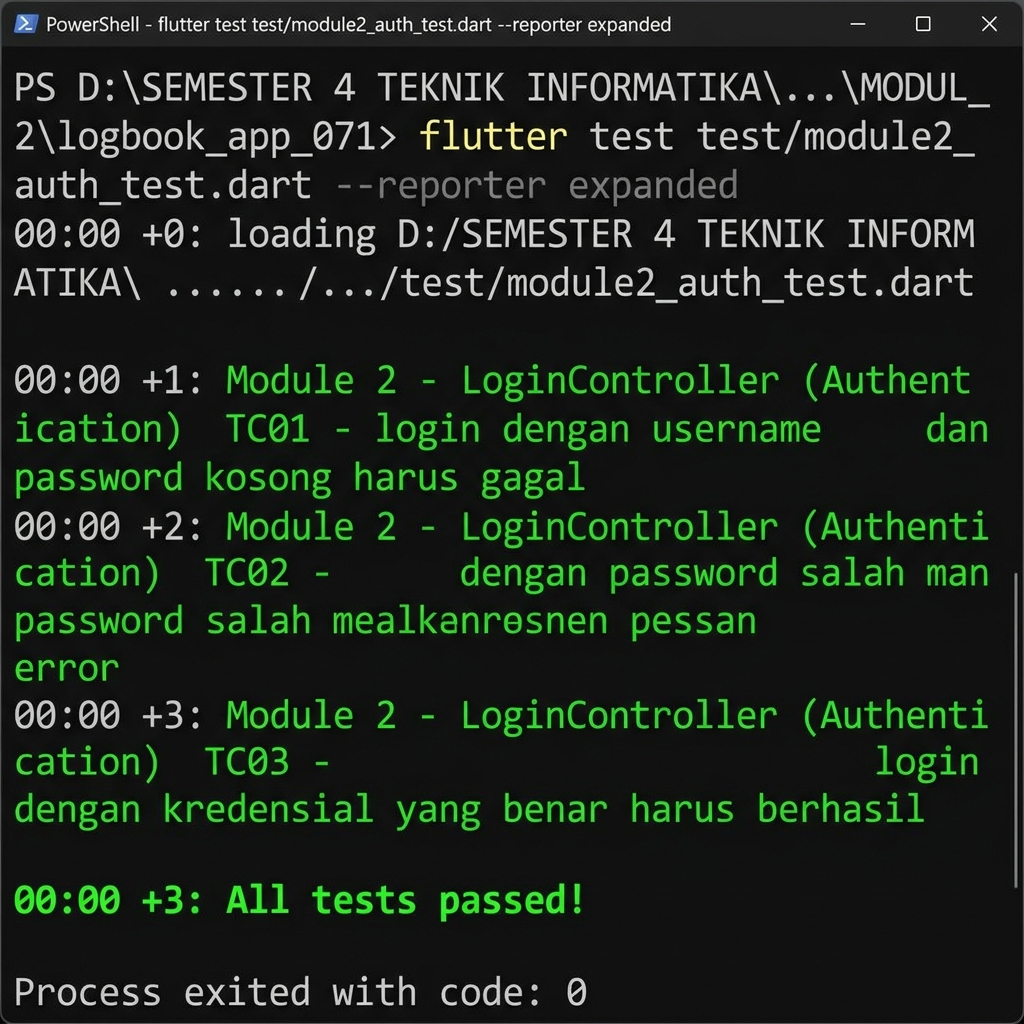 PowerShell - flutter test test/module2_auth_test.dart --reporter expanded
PS D:\SEMESTER 4 TEKNIK INFORMATIKA\...\MODUL_
2\logbook_app_071> flutter test test/module2_
auth_test.dart --reporter expanded
00:00 +0: loading D:/SEMESTER 4 TEKNIK INFORM
ATIKA\ ....../.../test/module2_auth_test.dart
00:00 +1: Module 2 - LoginController (Authent
ication) TC01 - login dengan username dan
password kosong harus gagal
00:00 +2: Module 2 - LoginController (Authenti
cation) TC02 - dengan password salah man
password salah mealkanrosnen pessan
error
00:00 +3: Module 2 - LoginController (Authenti
cation) TC03 - login
dengan kredensial yang benar harus berhasil
00:00 +3: All tests passed!
Process exited with code: 0